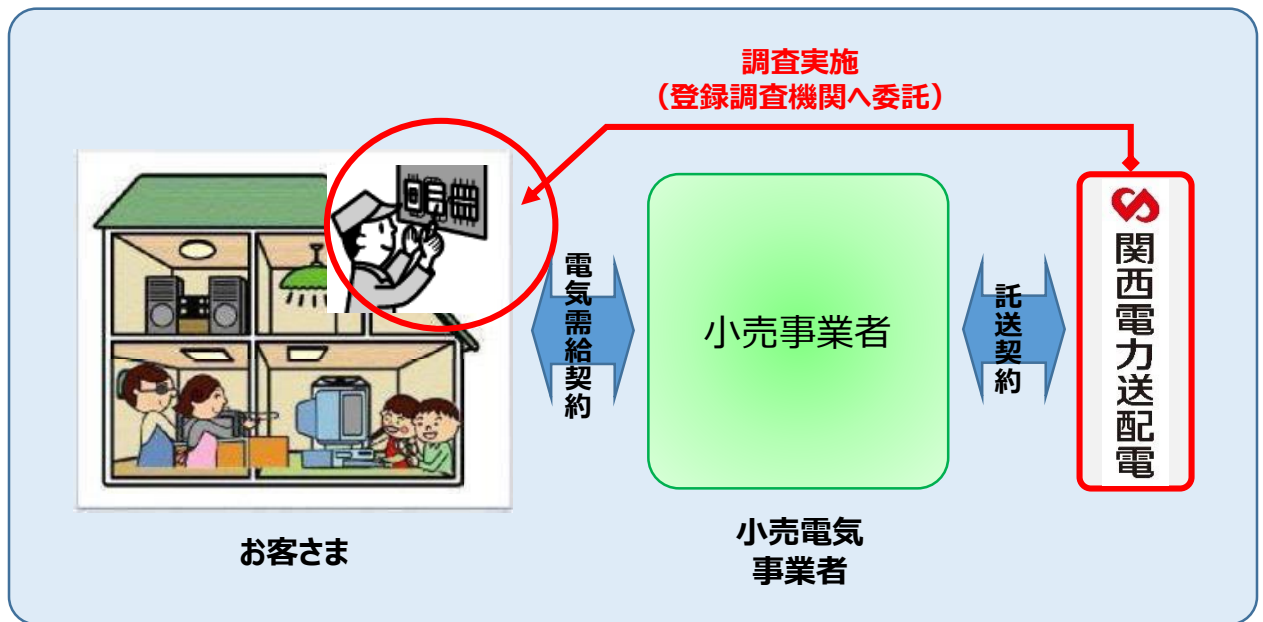 調査実施
（登録調査機関へ委託）
電気需給契約
小売事業者
託送契約
関西電力送配電
お客さま
小売電気
事業者